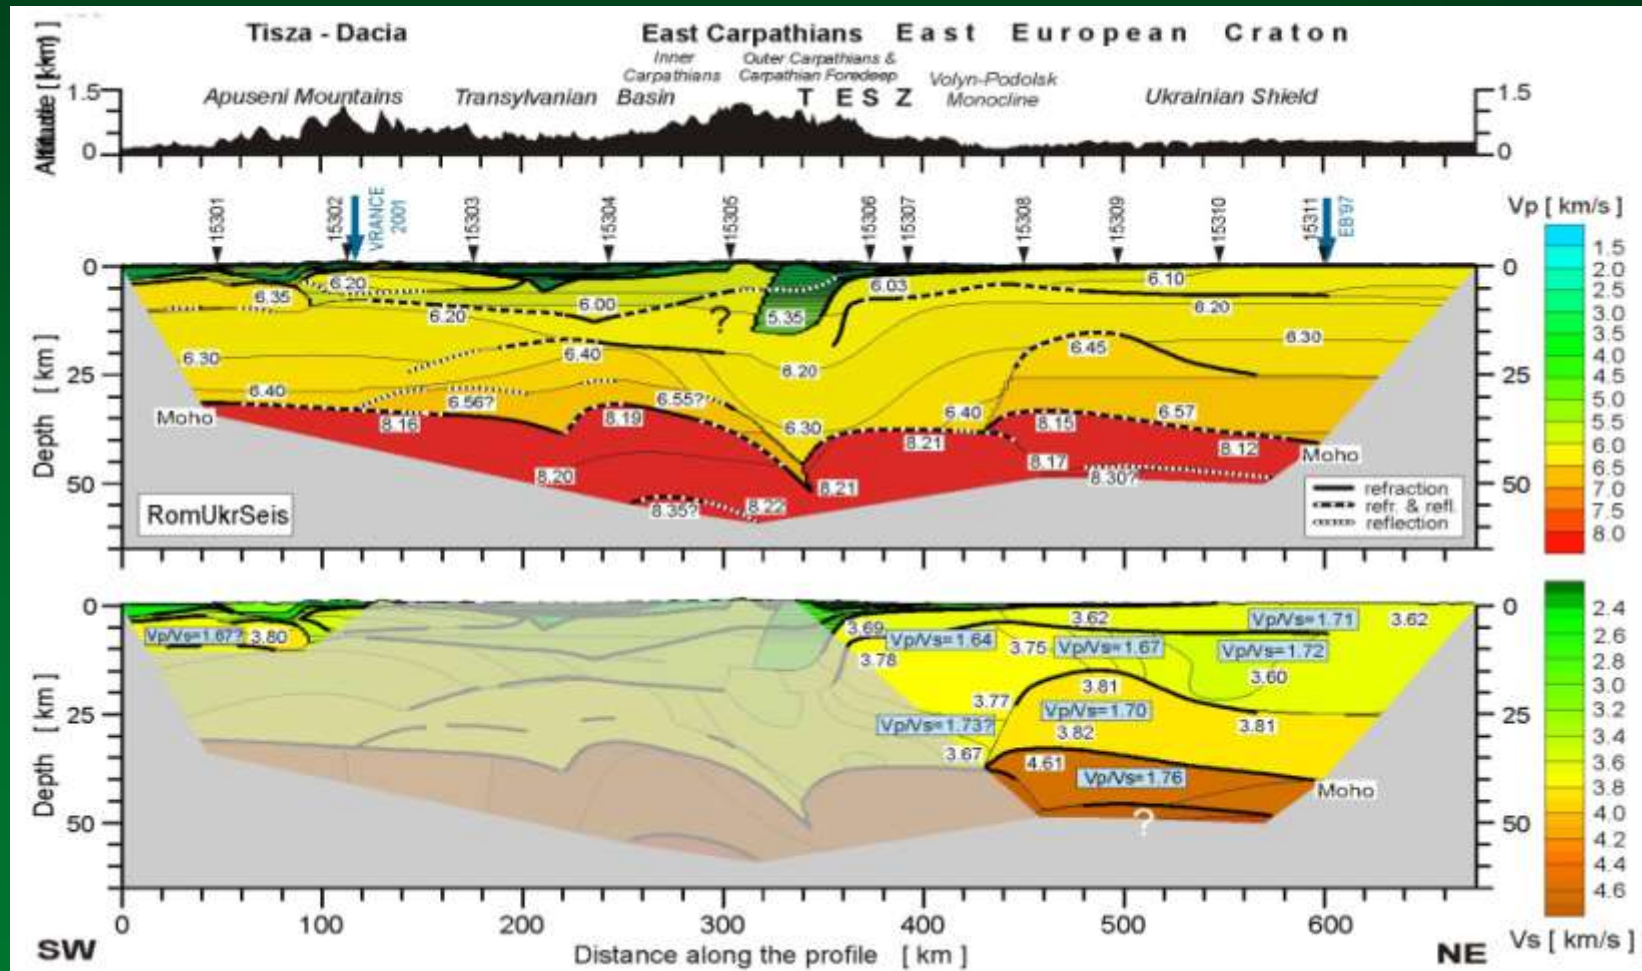 Tisza - Dacia East Carpathians East European Craton
Inner Carpathians
Outer Carpathians & Carpathian Foredeep
Volyn-Podolsk Monocline
Apuseni Mountains Transylvanian Basin T E S Z Ukrainian Shield
1.5 1.5
0 0
15301 15302 VRANCE 2001 15303 15304 15305 15306 15307 15308 15309 15310 15311 EB'97
Vp [ km/s ]
1.5
2.0
2.5
3.0
3.5
4.0
4.5
5.0
5.5
6.0
6.5
7.0
7.5
8.0
Depth [ km ]
0 0
6.20 6.03 6.10
6.35 6.00 6.20
6.20 ? 5.35
6.30 6.40 6.20 6.45 6.30
25 25
6.40 6.56? 6.55? 6.40 6.57
Moho 8.16 8.19 6.30 8.21 8.15 8.12 Moho
8.20 8.21 8.17 8.30?
50 50
8.35? 8.22
RomUkrSeis
refraction
refr. & refl.
reflection
Depth [ km ]
0 0
3.62 Vp/Vs=1.71 3.62
Vp/Vs=1.67? 3.80 3.69 Vp/Vs=1.64 3.75 Vp/Vs=1.67 Vp/Vs=1.72
3.78 3.60
3.77 3.81
25 25
Vp/Vs=1.73? Vp/Vs=1.70 3.81
3.82
3.67 4.61 Vp/Vs=1.76
Moho
50 ? 50
2.4
2.6
2.8
3.0
3.2
3.4
3.6
3.8
4.0
4.2
4.4
4.6
Vs [ km/s ]
0 100 200 300 400 500 600
SW Distance along the profile [ km ] NE